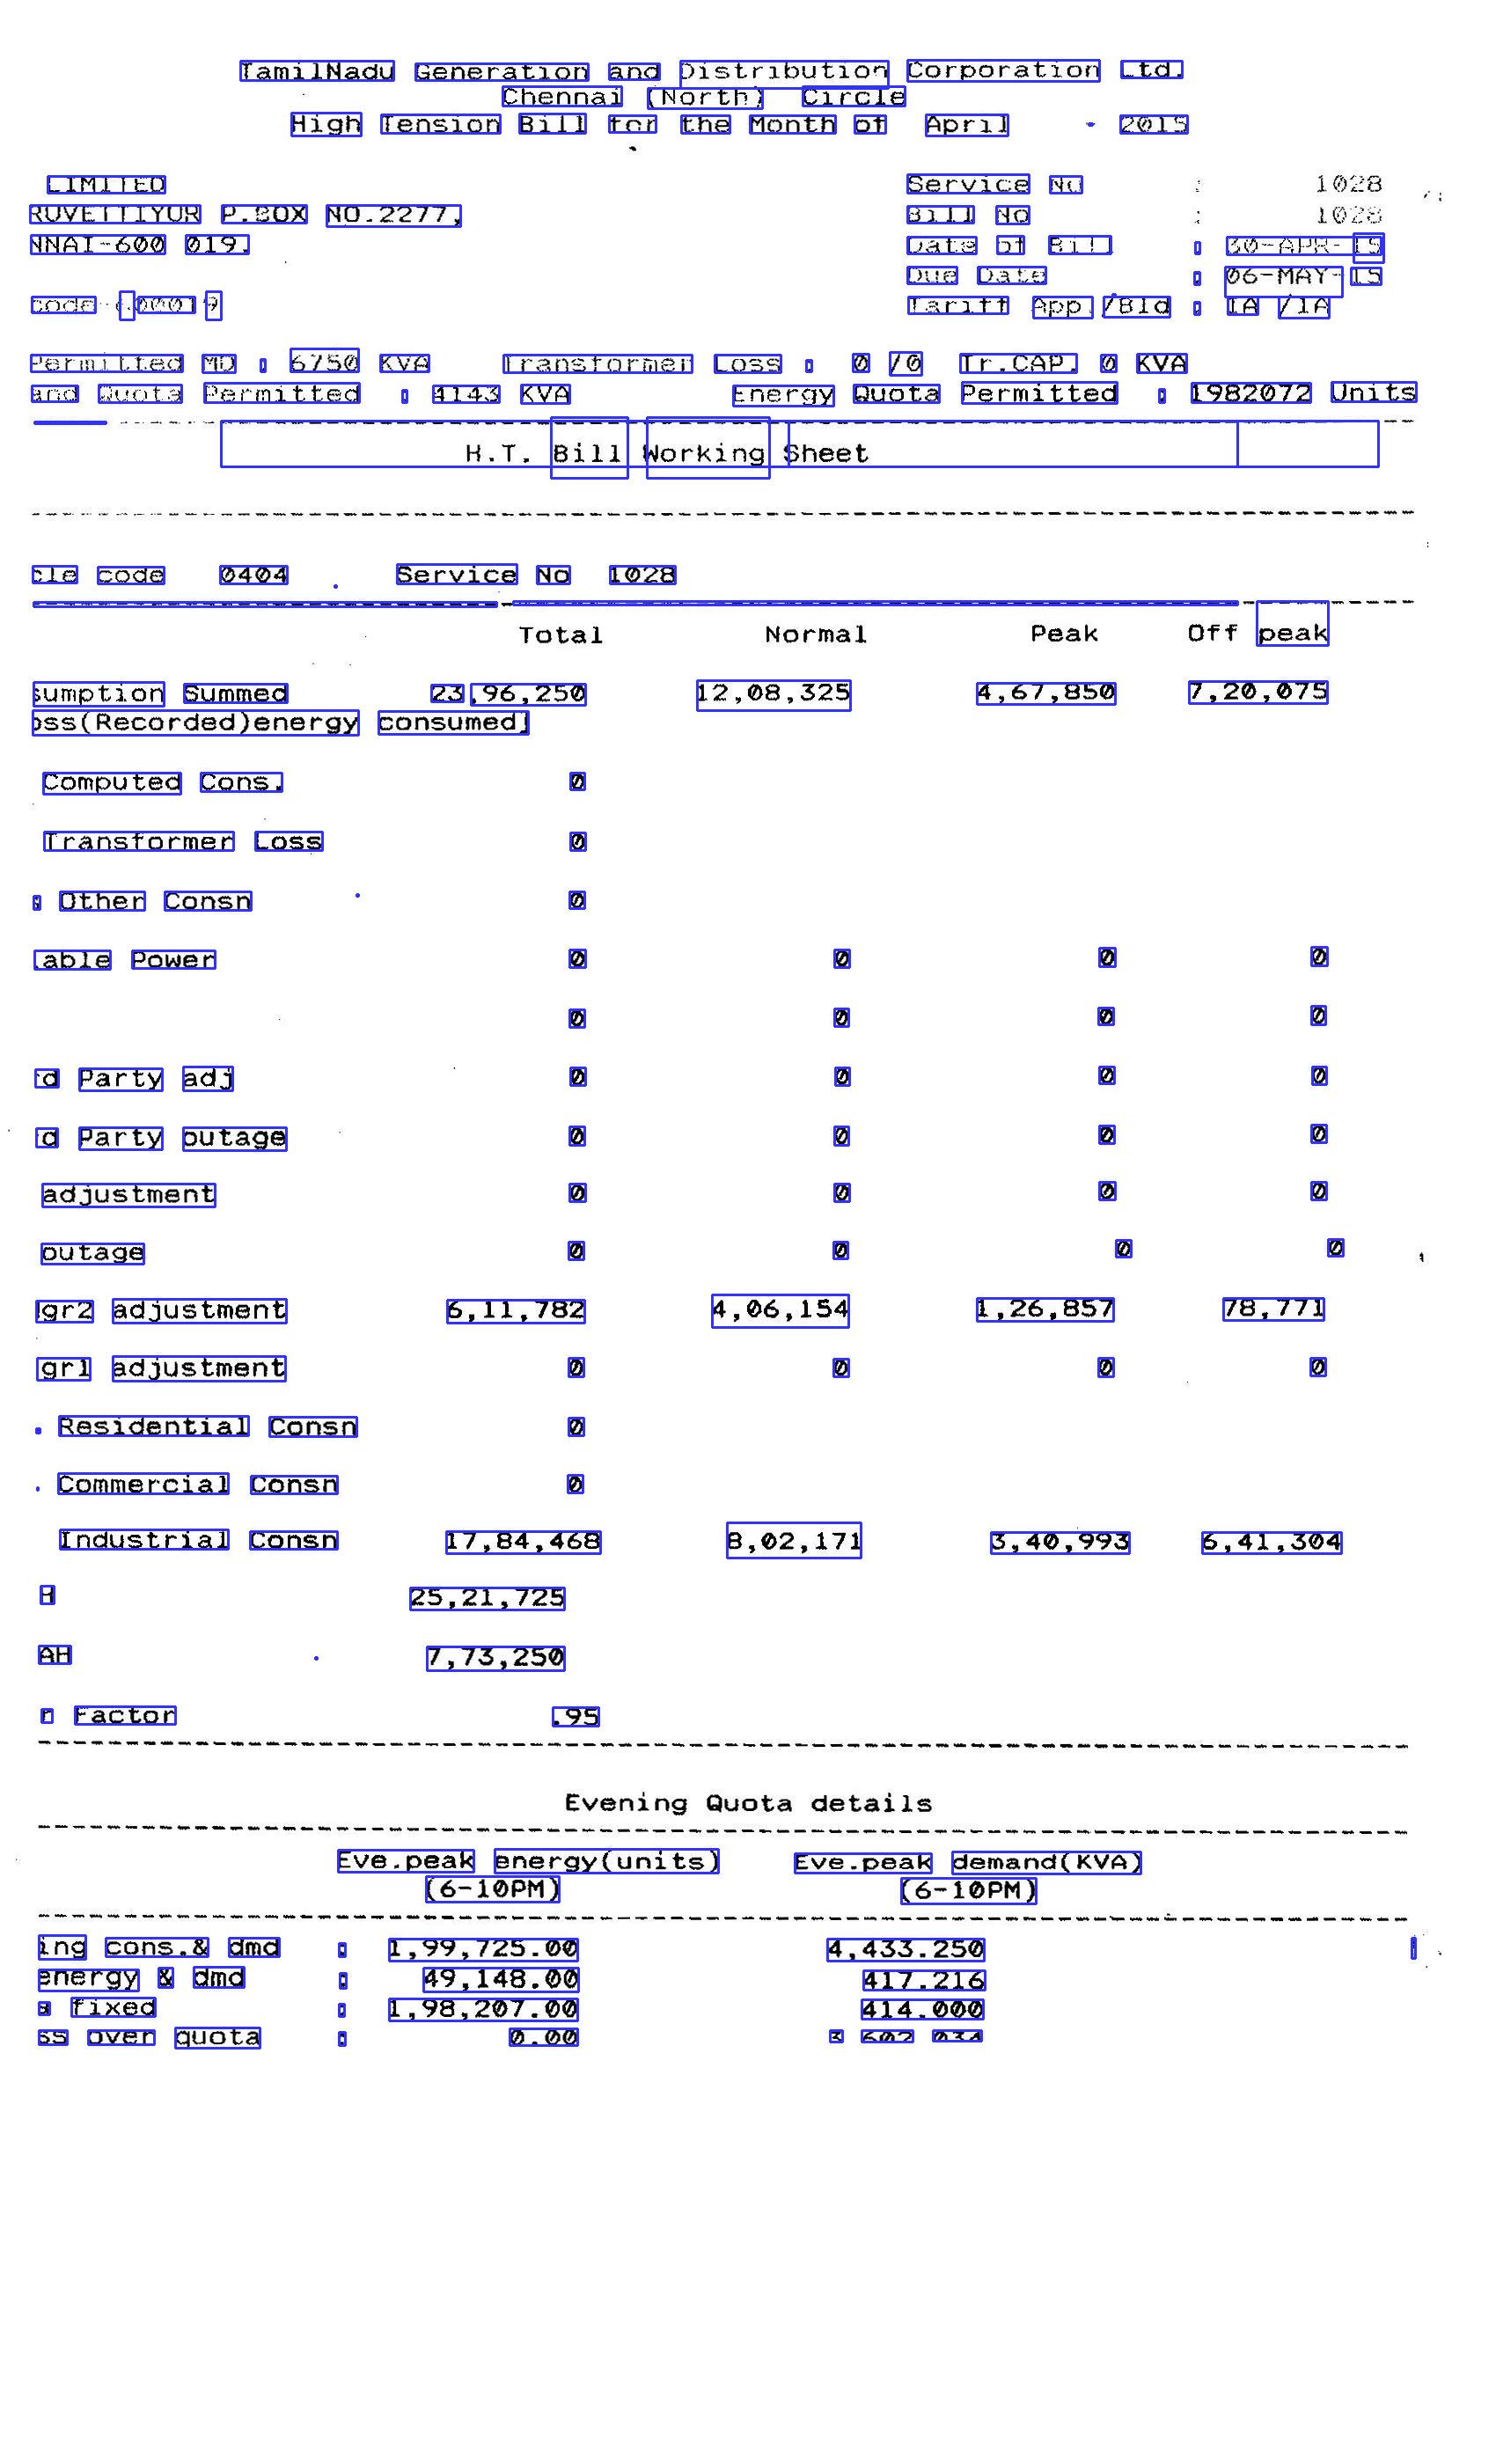 TamilNadu Generation and Distribution Corporation Ltd.
Chennai (North) Circle
High Tension Bill for the Month of April - 2015
LIMITED Service No : 1028
RUVETTIYUR P.BOX NO.2277, Bill No : 1028
NNAI-600 019. Date of Bill : 30-APR-15
Due Date : 06-MAY-15
code Tariff App./Bld : IA /IA
Permitted MD : 6750 KVA Transformer Loss : 0 /0 Tr.CAP. 0 KVA
and Quota Permitted : 4143 KVA Energy Quota Permitted : 1982072 Units
H.T. Bill Working Sheet
cle code 0404 Service No 1028
Total Normal Peak Off peak
sumption Summed 23,96,250 12,08,325 4,67,850 7,20,075
oss(Recorded)energy consumed]
Computed Cons. 0
Transformer Loss 0
: Other Consn 0
lable Power 0 0 0 0
0 0 0 0
rd Party adj 0 0 0 0
rd Party outage 0 0 0 0
adjustment 0 0 0 0
outage 0 0 0 0
gr2 adjustment 6,11,782 4,06,154 1,26,857 78,771
gr1 adjustment 0 0 0 0
. Residential Consn 0
. Commercial Consn 0
Industrial Consn 17,84,468 8,02,171 3,40,993 6,41,304
H 25,21,725
AH 7,73,250
r Factor .95
Evening Quota details
Eve.peak energy(units) Eve.peak demand(KVA)
(6-10PM) (6-10PM)
ing cons.& dmd : 1,99,725.00 4,433.250
energy & dmd : 49,148.00 417.216
a fixed : 1,98,207.00 414.000
ss over quota : 0.00 3,602.034